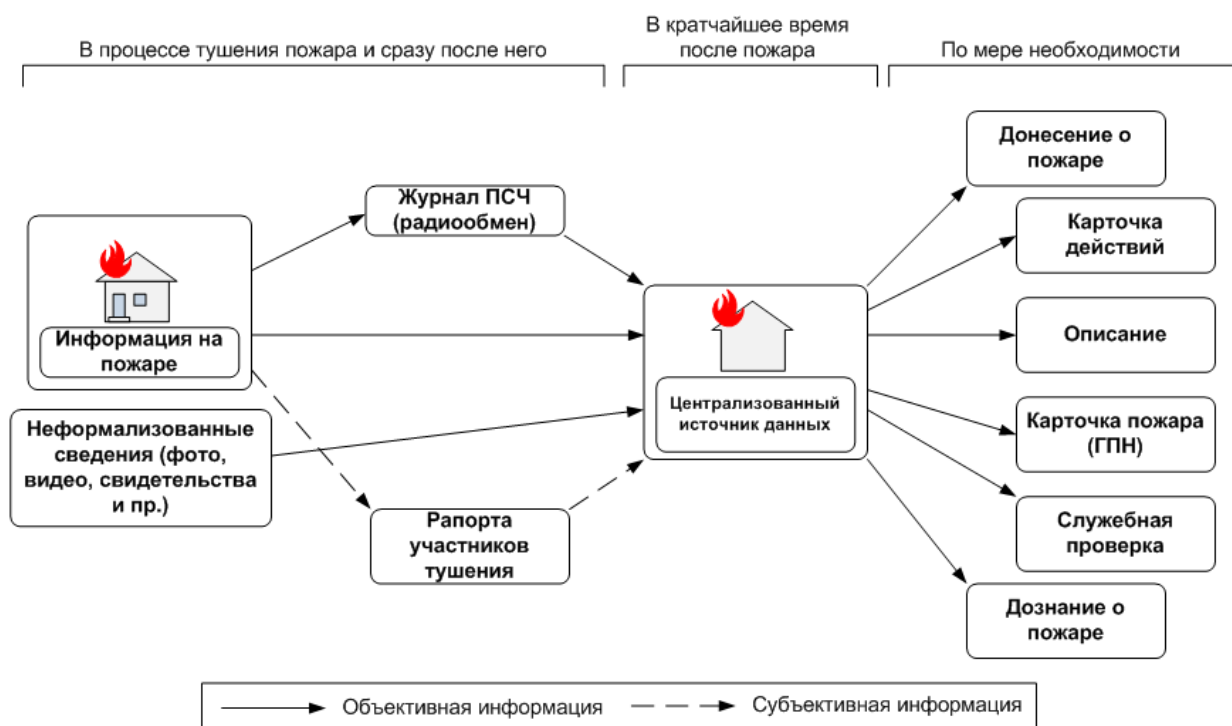 В процессе тушения пожара и сразу после него
В кратчайшее время
после пожара
По мере необходимости
Журнал ПСЧ
(радиообмен)
Информация на
пожаре
Неформализованные
сведения (фото,
видео, свидетельства
и пр.)
Рапорта
участников
тушения
Централизованный
источник данных
Донесение о
пожаре
Карточка
действий
Описание
Карточка пожара
(ГПН)
Служебная
проверка
Дознание о
пожаре
Объективная информация
Субъективная информация